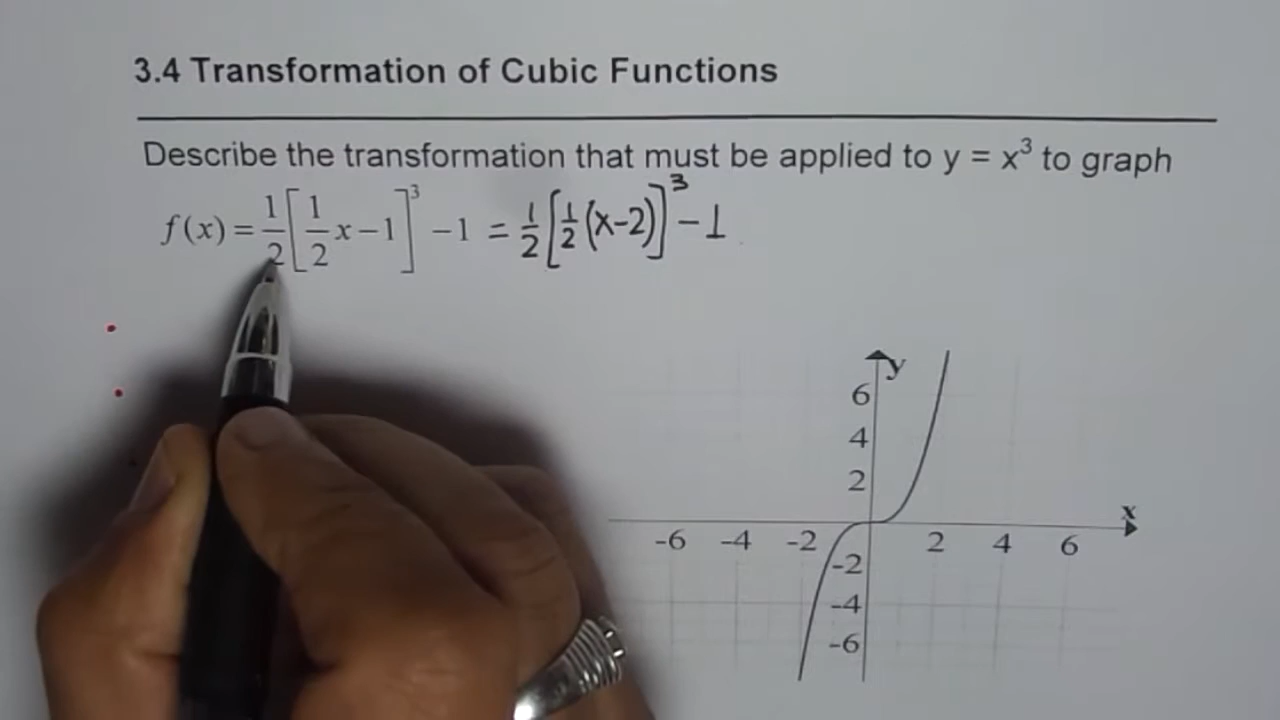 3.4 Transformation of Cubic Functions
Describe the transformation that must be applied to y = x³ to graph
f(x) = 1/2 [1/2 x − 1]³ − 1 = 1/2 [1/2 (x−2)]³ − 1
y
6
4
2
x
-6 -4 -2 2 4 6
-2
-4
-6